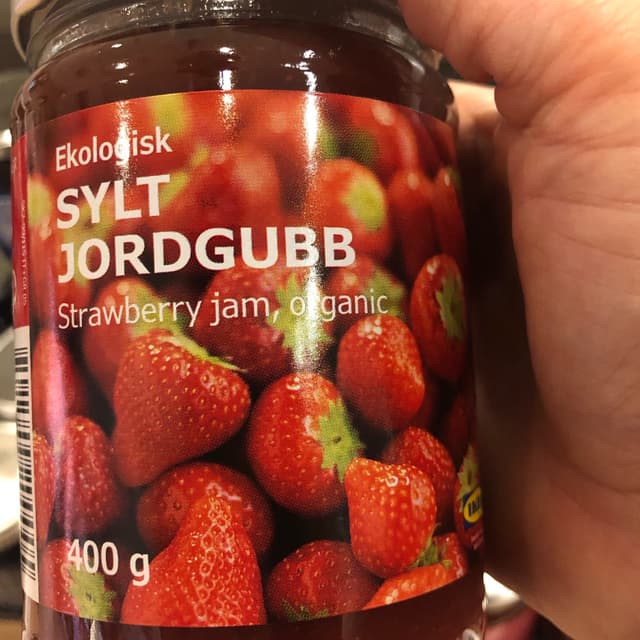 Ekologisk
SYLT
JORDGUBB
Strawberry jam, organic
400 g